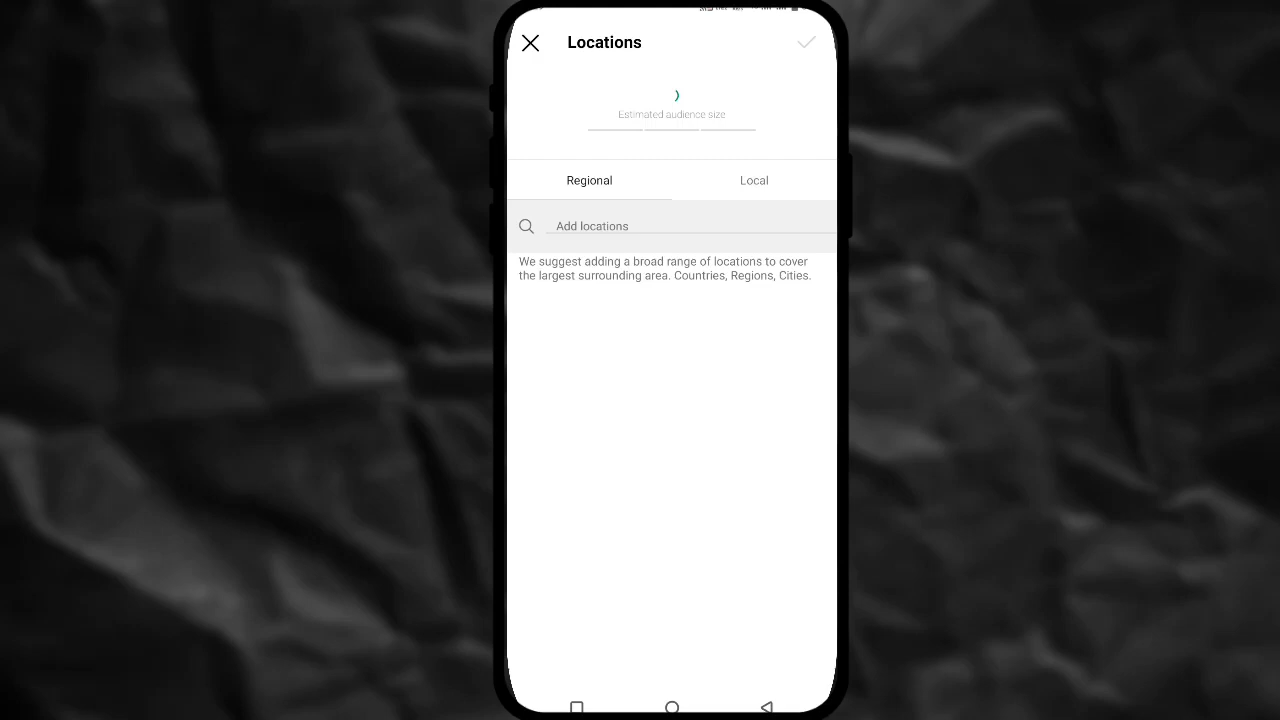 Locations
Estimated audience size
Regional
Local
Add locations
We suggest adding a broad range of locations to cover
the largest surrounding area. Countries, Regions, Cities.